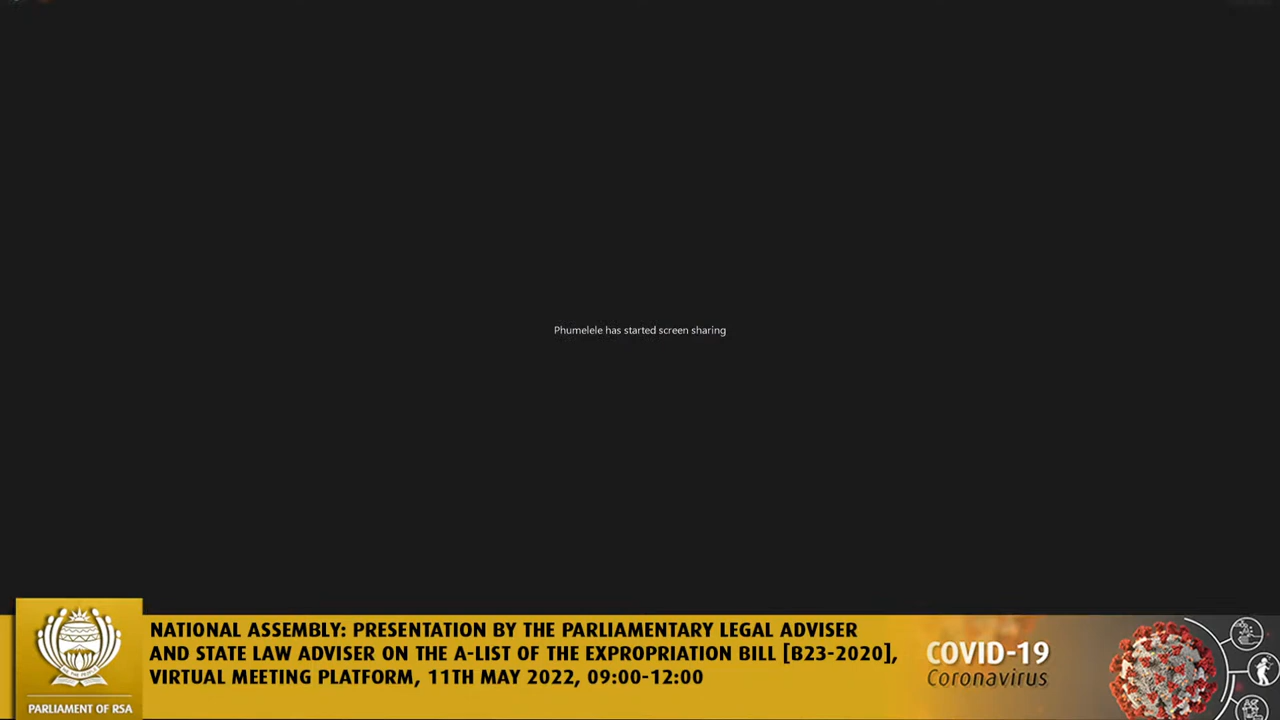 Phumelele has started screen sharing
NATIONAL ASSEMBLY: PRESENTATION BY THE PARLIAMENTARY LEGAL ADVISER
AND STATE LAW ADVISER ON THE A-LIST OF THE EXPROPRIATION BILL [B23-2020],
VIRTUAL MEETING PLATFORM, 11TH MAY 2022, 09:00-12:00
PARLIAMENT OF RSA
COVID-19
Coronavirus